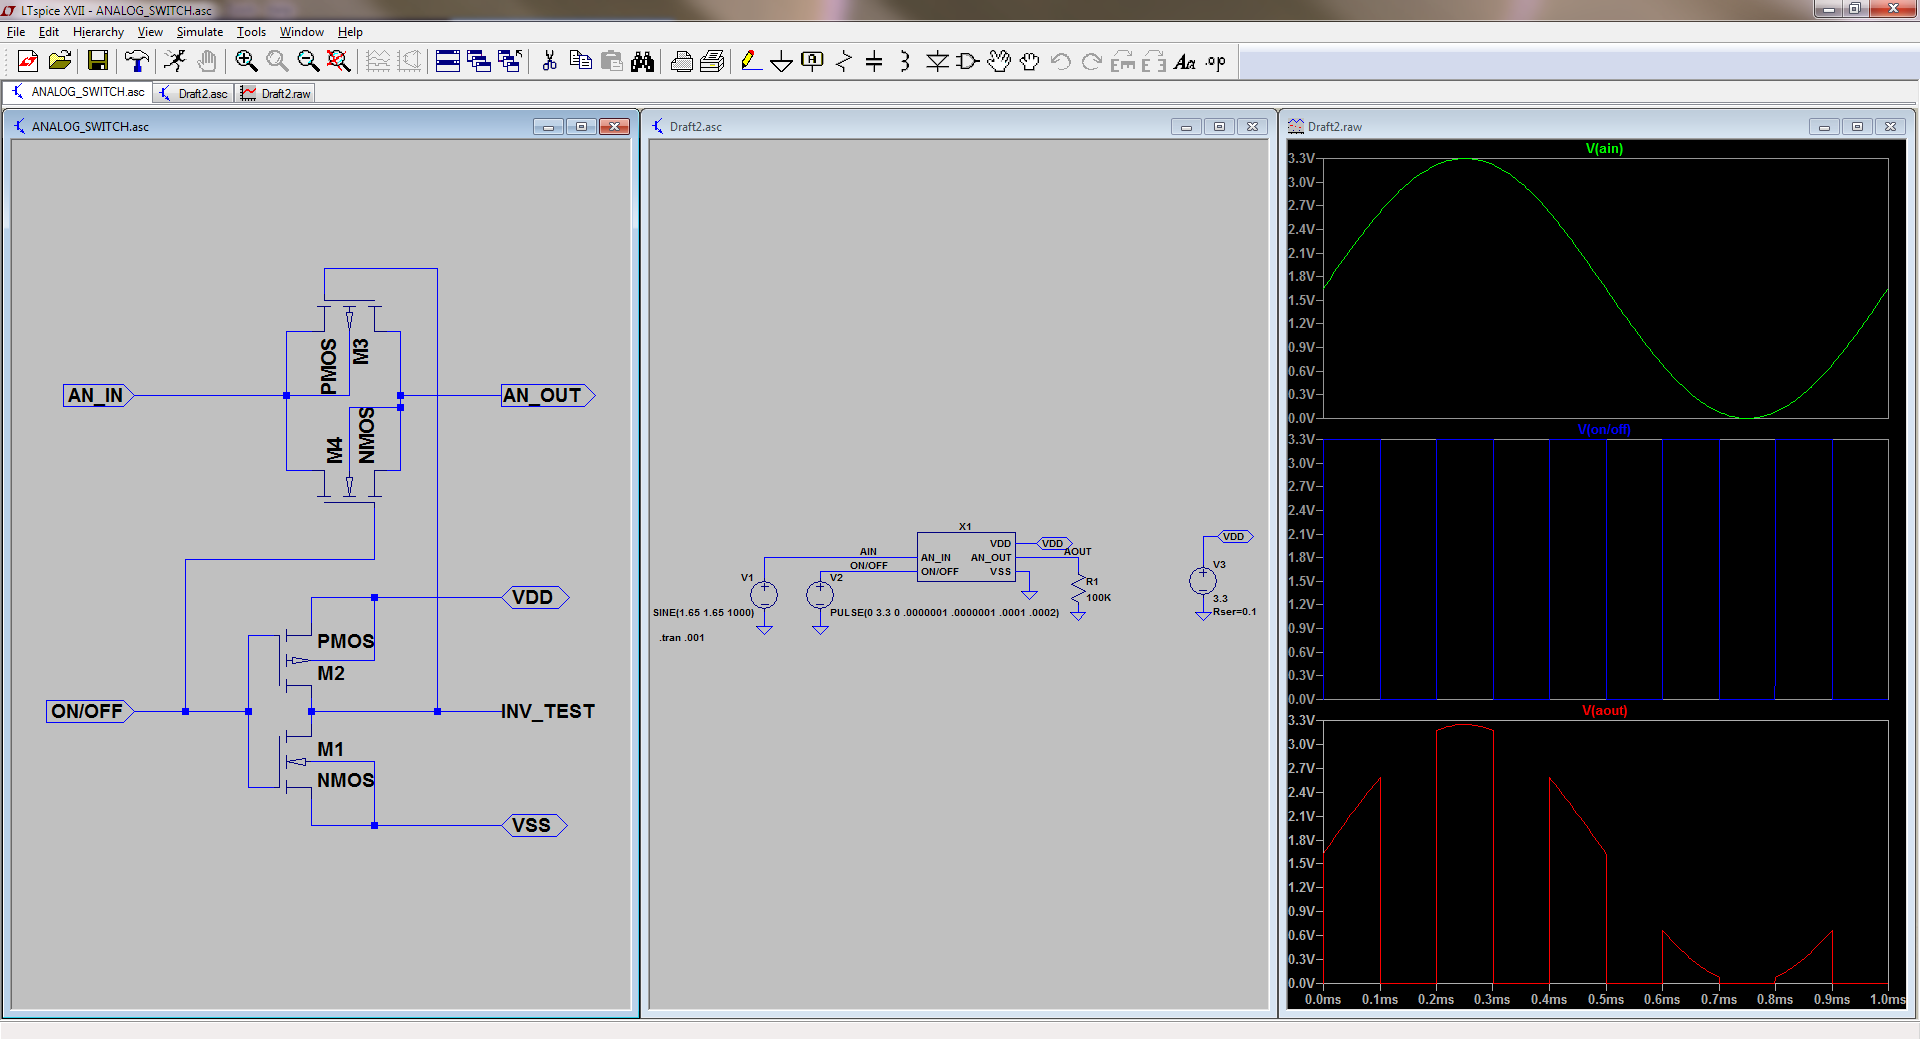 LTspice XVII - ANALOG_SWITCH.asc
File Edit Hierarchy View Simulate Tools Window Help
Aa .op
ANALOG_SWITCH.asc Draft2.asc Draft2.raw
ANALOG_SWITCH.asc
PMOS
M3
AN_IN
AN_OUT
M4
NMOS
VDD
PMOS
M2
ON/OFF
INV_TEST
M1
NMOS
VSS
Draft2.asc
X1
VDD
VDD
AIN
AN_IN
AN_OUT
AOUT
ON/OFF
ON/OFF
VSS
V1
V2
R1
100K
SINE(1.65 1.65 1000)
PULSE(0 3.3 0 .0000001 .0000001 .0001 .0002)
.tran .001
VDD
V3
3.3
Rser=0.1
Draft2.raw
V(ain)
3.3V
3.0V
2.7V
2.4V
2.1V
1.8V
1.5V
1.2V
0.9V
0.6V
0.3V
0.0V
V(on/off)
3.3V
3.0V
2.7V
2.4V
2.1V
1.8V
1.5V
1.2V
0.9V
0.6V
0.3V
0.0V
V(aout)
3.3V
3.0V
2.7V
2.4V
2.1V
1.8V
1.5V
1.2V
0.9V
0.6V
0.3V
0.0V
0.0ms 0.1ms 0.2ms 0.3ms 0.4ms 0.5ms 0.6ms 0.7ms 0.8ms 0.9ms 1.0ms